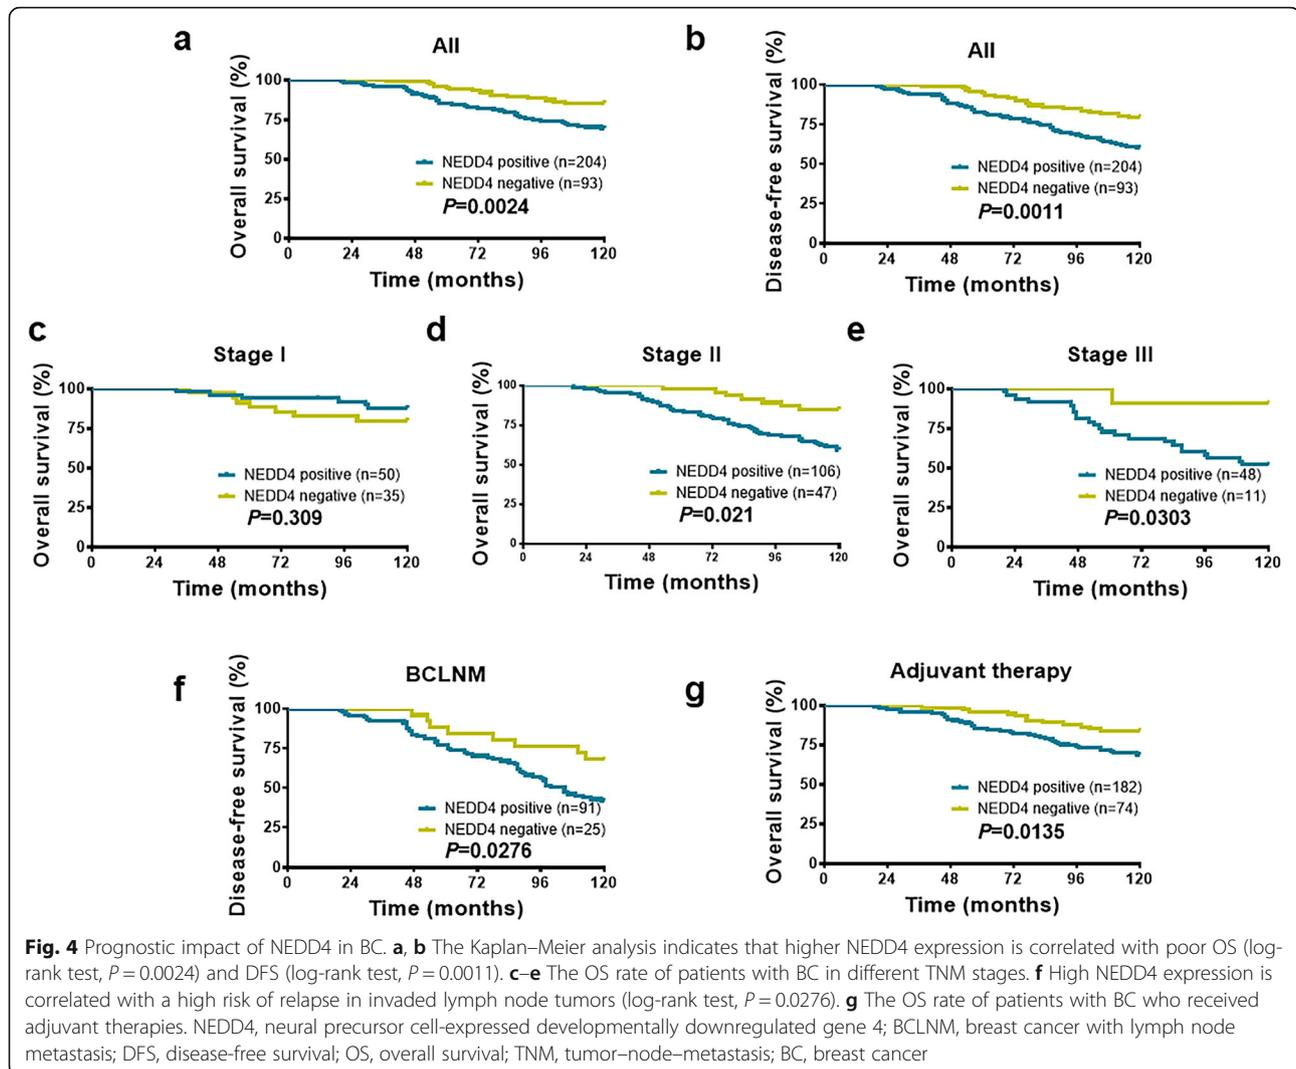 a
All
Overall survival (%)
100
75
50
25
0
NEDD4 positive (n=204)
NEDD4 negative (n=93)
P=0.0024
0 24 48 72 96 120
Time (months)
b
All
Disease-free survival (%)
100
75
50
25
0
NEDD4 positive (n=204)
NEDD4 negative (n=93)
P=0.0011
0 24 48 72 96 120
Time (months)
c
Stage I
Overall survival (%)
100
75
50
25
0
NEDD4 positive (n=50)
NEDD4 negative (n=35)
P=0.309
0 24 48 72 96 120
Time (months)
d
Stage II
Overall survival (%)
100
75
50
25
0
NEDD4 positive (n=106)
NEDD4 negative (n=47)
P=0.021
0 24 48 72 96 120
Time (months)
e
Stage III
Overall survival (%)
100
75
50
25
0
NEDD4 positive (n=48)
NEDD4 negative (n=11)
P=0.0303
0 24 48 72 96 120
Time (months)
f
BCLNM
Disease-free survival (%)
100
75
50
25
0
NEDD4 positive (n=91)
NEDD4 negative (n=25)
P=0.0276
0 24 48 72 96 120
Time (months)
g
Adjuvant therapy
Overall survival (%)
100
75
50
25
0
NEDD4 positive (n=182)
NEDD4 negative (n=74)
P=0.0135
0 24 48 72 96 120
Time (months)
Fig. 4 Prognostic impact of NEDD4 in BC. a, b The Kaplan–Meier analysis indicates that higher NEDD4 expression is correlated with poor OS (log-
rank test, P = 0.0024) and DFS (log-rank test, P = 0.0011). c–e The OS rate of patients with BC in different TNM stages. f High NEDD4 expression is
correlated with a high risk of relapse in invaded lymph node tumors (log-rank test, P = 0.0276). g The OS rate of patients with BC who received
adjuvant therapies. NEDD4, neural precursor cell-expressed developmentally downregulated gene 4; BCLNM, breast cancer with lymph node
metastasis; DFS, disease-free survival; OS, overall survival; TNM, tumor–node–metastasis; BC, breast cancer